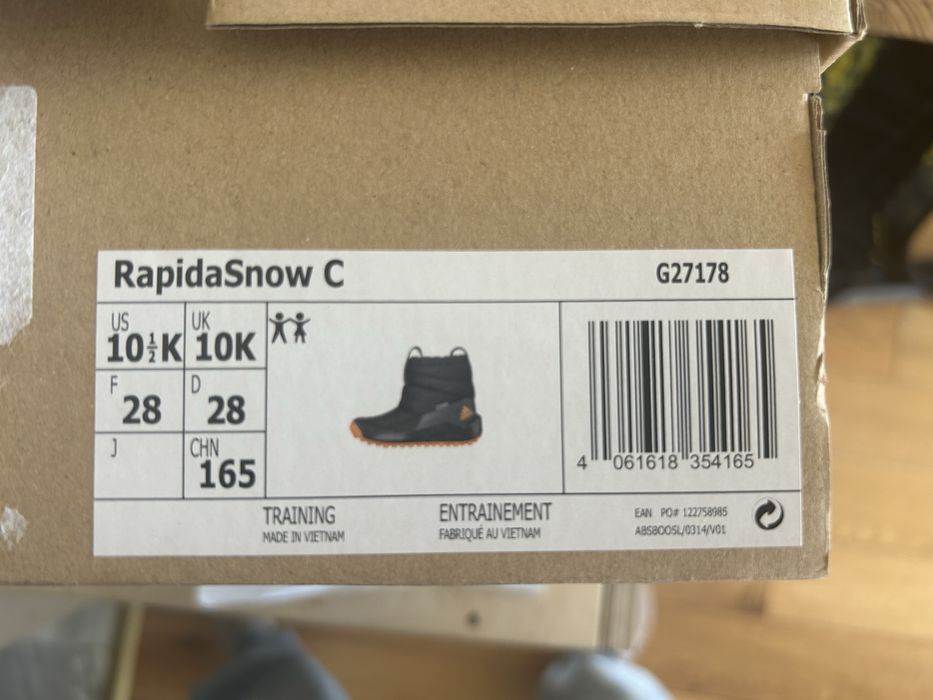 RapidaSnow C
G27178
US
10½K
UK
10K
F
28
D
28
J
CHN
165
4 061618 354165
TRAINING
MADE IN VIETNAM
ENTRAINEMENT
FABRIQUÉ AU VIETNAM
EAN PO# 122758985
ABSBOOSL/0314/V01